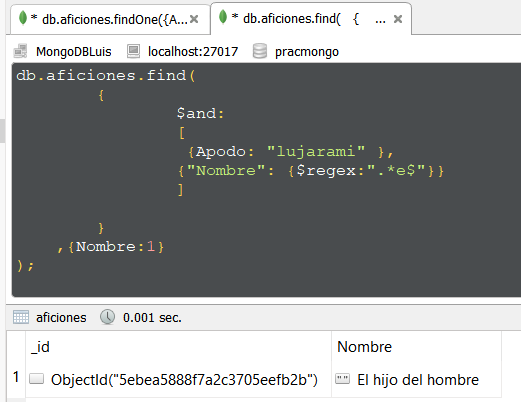 * db.aficiones.findOne({A...
* db.aficiones.find( { ...
MongoDBLuis localhost:27017 pracmongo
db.aficiones.find(
{
$and:
[
{Apodo: "lujarami" },
{"Nombre": {$regex:".*e$"}}
]
}
,{Nombre:1}
);
aficiones 0.001 sec.
_id Nombre
1 ObjectId("5ebea5888f7a2c3705eefb2b") "" El hijo del hombre